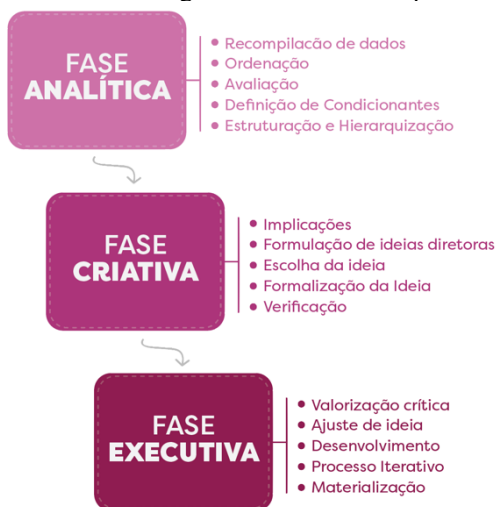 FASE
ANALÍTICA
• Recompilacão de dados
• Ordenação
• Avaliação
• Definição de Condicionantes
• Estruturação e Hierarquização
FASE
CRIATIVA
• Implicações
• Formulação de ideias diretoras
• Escolha da ideia
• Formalização da Ideia
• Verificação
FASE
EXECUTIVA
• Valorização crítica
• Ajuste de ideia
• Desenvolvimento
• Processo Iterativo
• Materialização